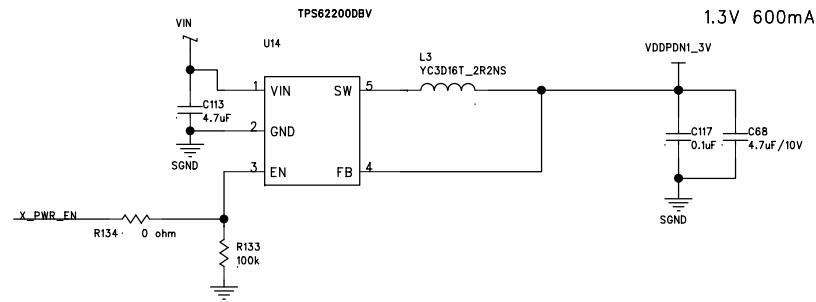 TPS62200DBV
1.3V 600mA
VIN
U14
L3
YC3D16T_2R2NS
VDDPDN1_3V
1 VIN SW 5
C113
4.7uF
2 GND
SGND
3 EN FB 4
C117
0.1uF
C68
4.7uF/10V
SGND
X_PWR_EN
R134 0 ohm
R133
100k